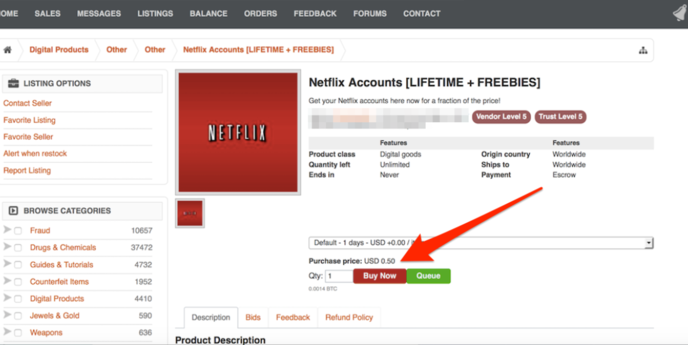 HOME SALES MESSAGES LISTINGS BALANCE ORDERS FEEDBACK FORUMS CONTACT
Digital Products Other Other Netflix Accounts [LIFETIME + FREEBIES]
LISTING OPTIONS
Contact Seller
Favorite Listing
Favorite Seller
Alert when restock
Report Listing
BROWSE CATEGORIES
Fraud 10657
Drugs & Chemicals 37472
Guides & Tutorials 4732
Counterfeit Items 1952
Digital Products 4410
Jewels & Gold 590
Weapons 636
NETFLIX
Netflix Accounts [LIFETIME + FREEBIES]
Get your Netflix accounts here now for a fraction of the price!
Vendor Level 5 Trust Level 5
Features Features
Product class Digital goods Origin country Worldwide
Quantity left Unlimited Ships to Worldwide
Ends in Never Payment Escrow
Default - 1 days - USD +0.00 /
Purchase price: USD 0.50
Qty: 1 Buy Now Queue
0.0014 BTC
Description Bids Feedback Refund Policy
Product Description